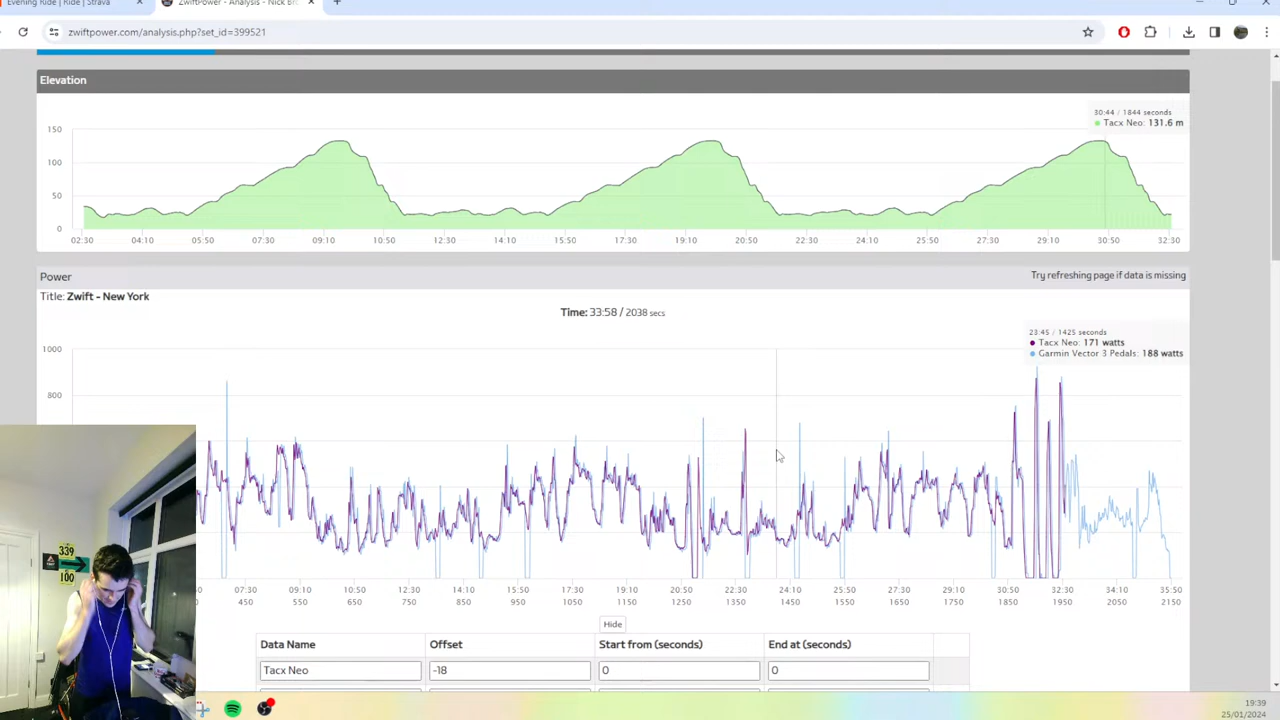 Evening Ride | Ride | Strava
ZwiftPower - Analysis - Nick B
zwiftpower.com/analysis.php?set_id=399521
Elevation
30:44 / 1844 seconds
Tacx Neo: 131.6 m
150
100
50
0
02:30 04:10 05:50 07:30 09:10 10:50 12:30 14:10 15:50 17:30 19:10 20:50 22:30 24:10 25:50 27:30 29:10 30:50 32:30
Power
Try refreshing page if data is missing
Title: Zwift - New York
Time: 33:58 / 2038 secs
23:45 / 1425 seconds
Tacx Neo: 171 watts
Garmin Vector 3 Pedals: 188 watts
1000
800
07:30 09:10 10:50 12:30 14:10 15:50 17:30 19:10 20:50 22:30 24:10 25:50 27:30 29:10 30:50 32:30 34:10 35:50
450 550 650 750 850 950 1050 1150 1250 1350 1450 1550 1650 1750 1850 1950 2050 2150
Hide
Data Name Offset Start from (seconds) End at (seconds)
Tacx Neo -18 0 0
339
100
19:39
25/01/2024